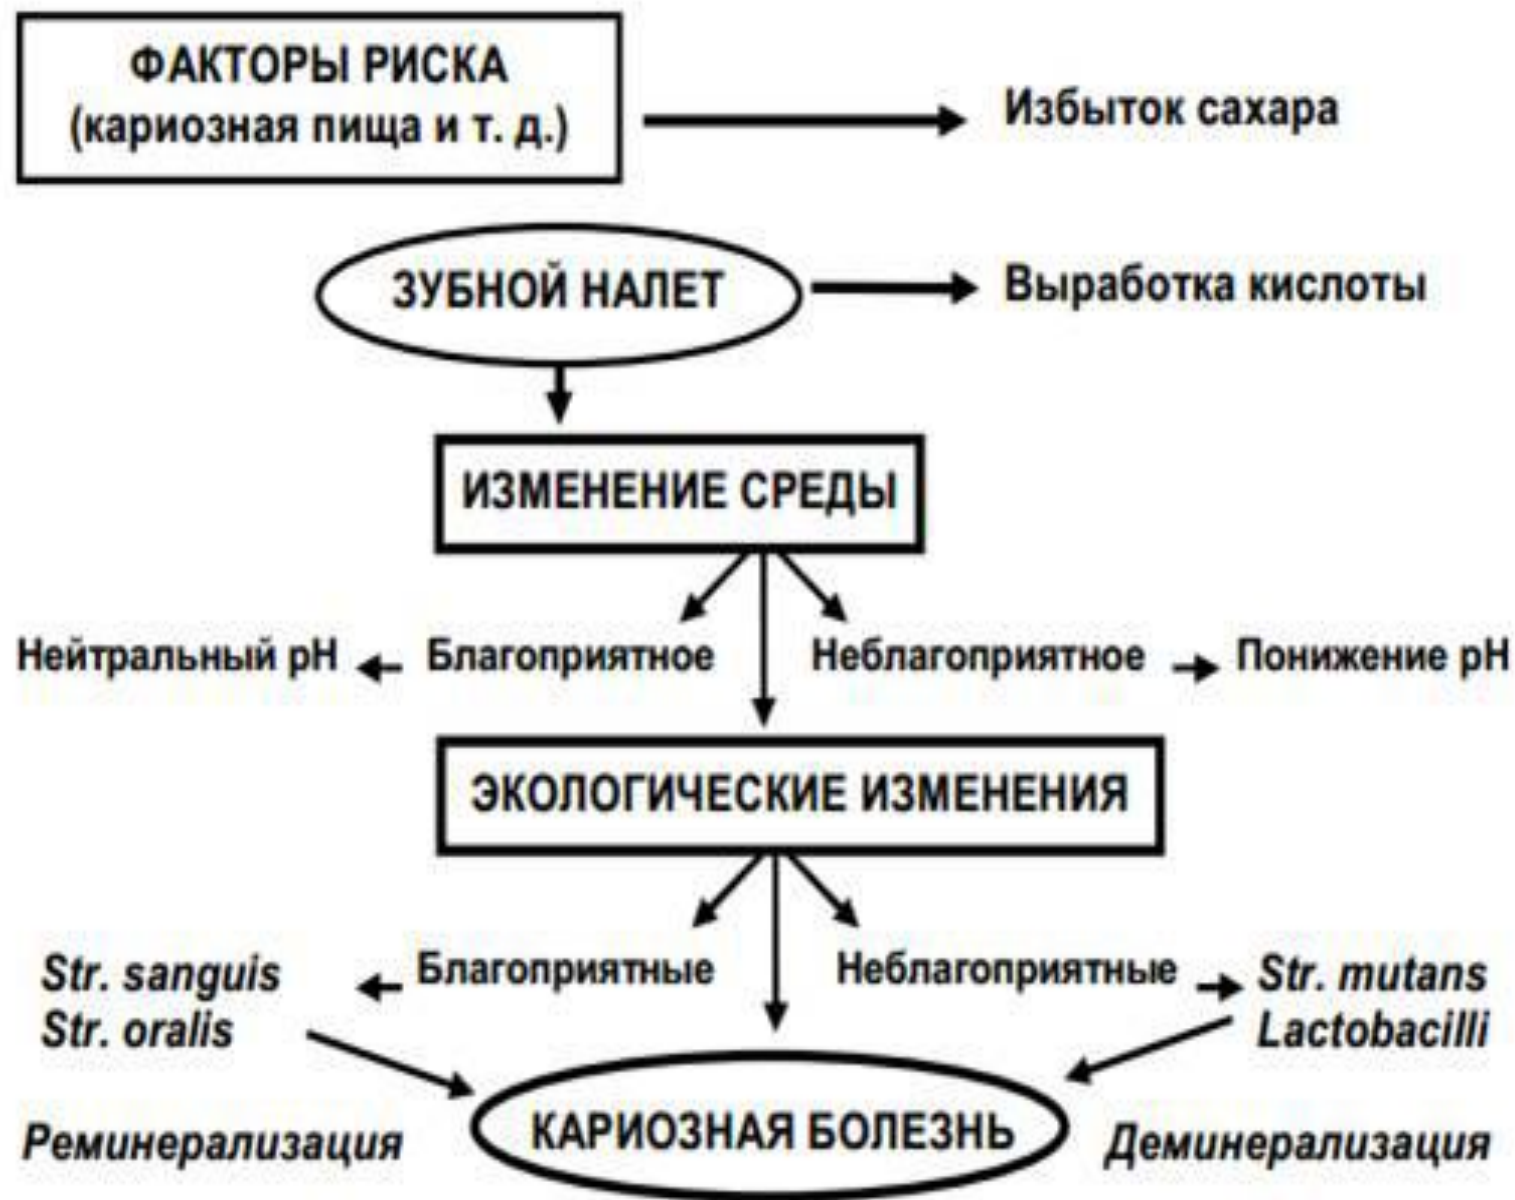 ФАКТОРЫ РИСКА
(кариозная пища и т. д.)
Избыток сахара
ЗУБНОЙ НАЛЕТ
Выработка кислоты
ИЗМЕНЕНИЕ СРЕДЫ
Нейтральный pH
Благоприятное
Неблагоприятное
Понижение pH
ЭКОЛОГИЧЕСКИЕ ИЗМЕНЕНИЯ
Str. sanguis
Str. oralis
Благоприятные
Неблагоприятные
Str. mutans
Lactobacilli
Реминерализация
КАРИОЗНАЯ БОЛЕЗНЬ
Деминерализация